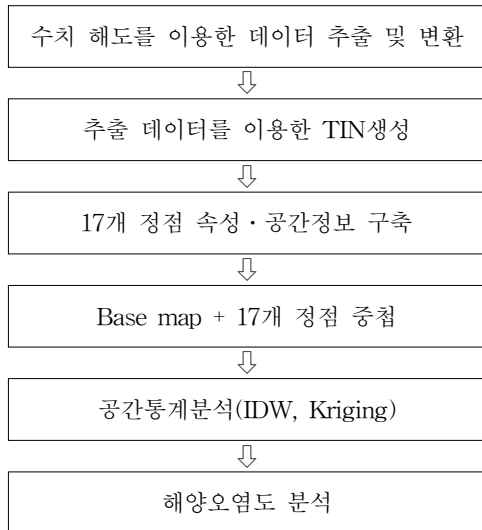 수치 해도를 이용한 데이터 추출 및 변환
추출 데이터를 이용한 TIN생성
17개 정점 속성・공간정보 구축
Base map + 17개 정점 중첩
공간통계분석(IDW, Kriging)
해양오염도 분석